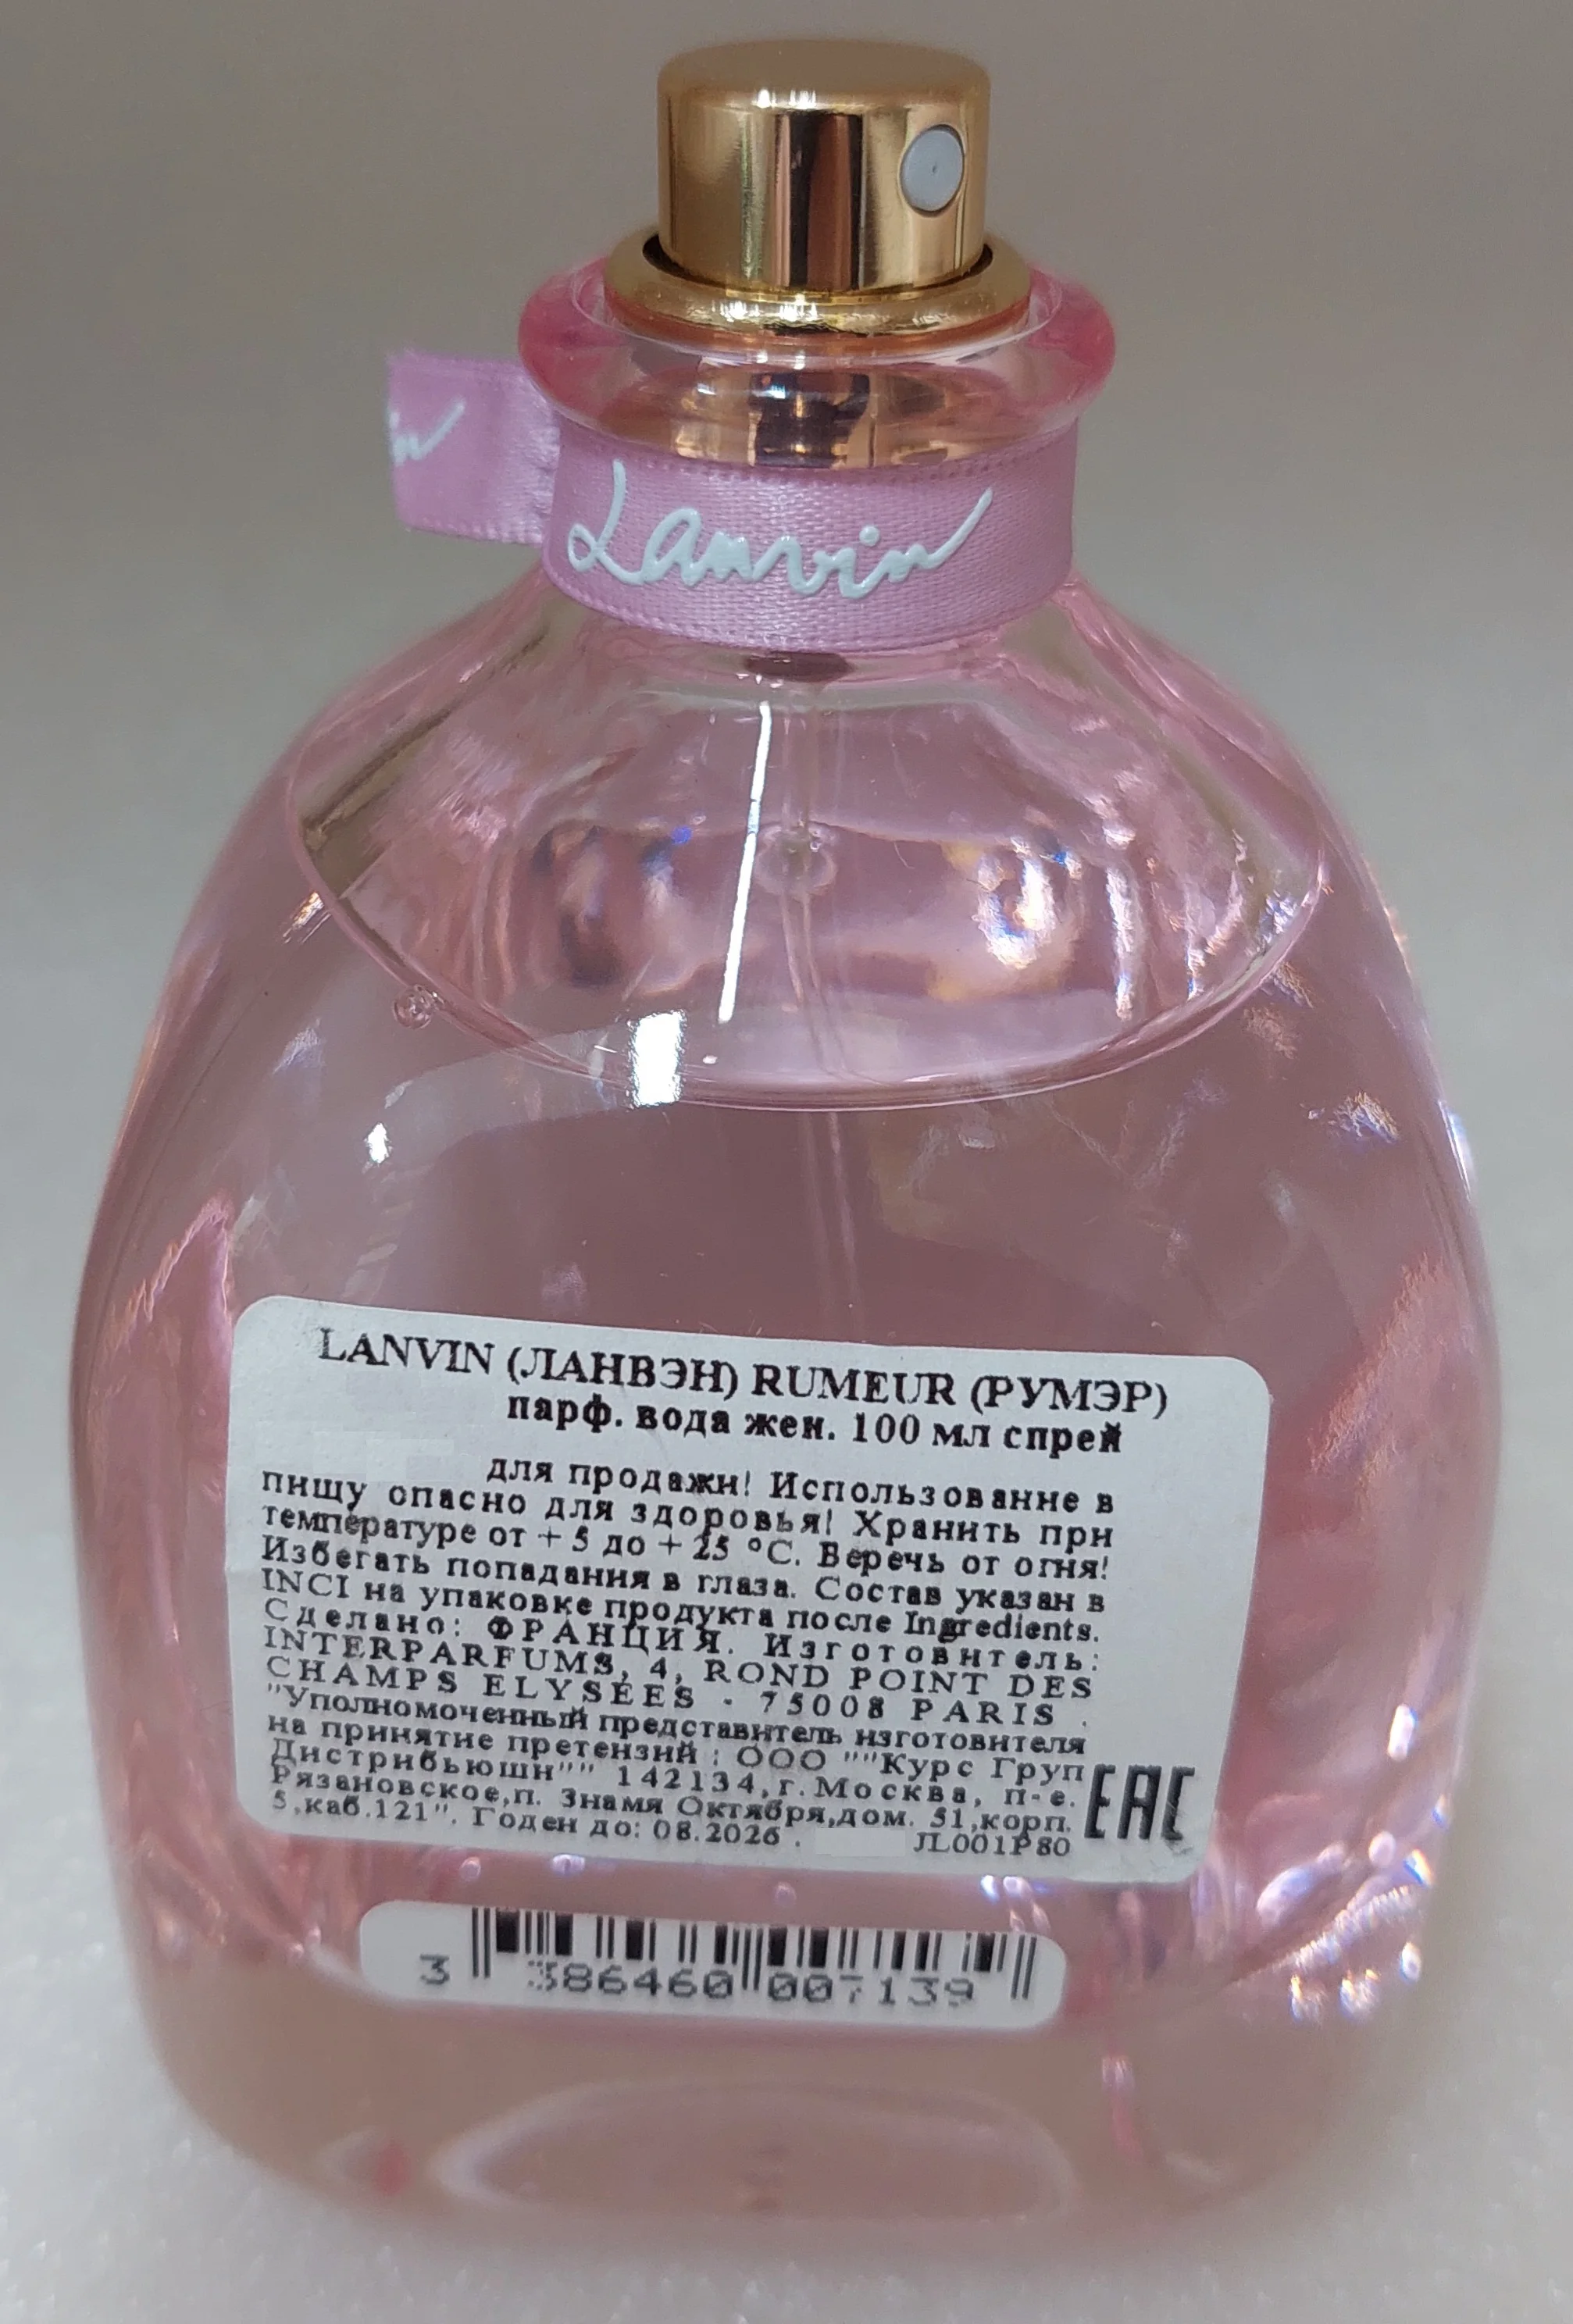 Lanvin
LANVIN (ЛАНВЭН) RUMEUR (РУМЭР)
парф. вода жен. 100 мл спрей
для продажи! Использование в
пищу опасно для здоровья! Хранить при
температуре от +5 до +25 °C. Беречь от огня!
Избегать попадания в глаза. Состав указан в
INCI на упаковке продукта после Ingredients.
Сделано: ФРАНЦИЯ. Изготовитель:
INTERPARFUMS, 4, ROND POINT DES
CHAMPS ELYSÉES - 75008 PARIS .
"Уполномоченный представитель изготовителя
на принятие претензий : ООО ""Курс Груп
Дистрибьюшн"" 142134,г.Москва, п-е.
Рязановское,п. Знамя Октября,дом. 51,корп.
5,каб.121". Годен до: 08.2026 . JL001P80
EAC
3 386460 007139